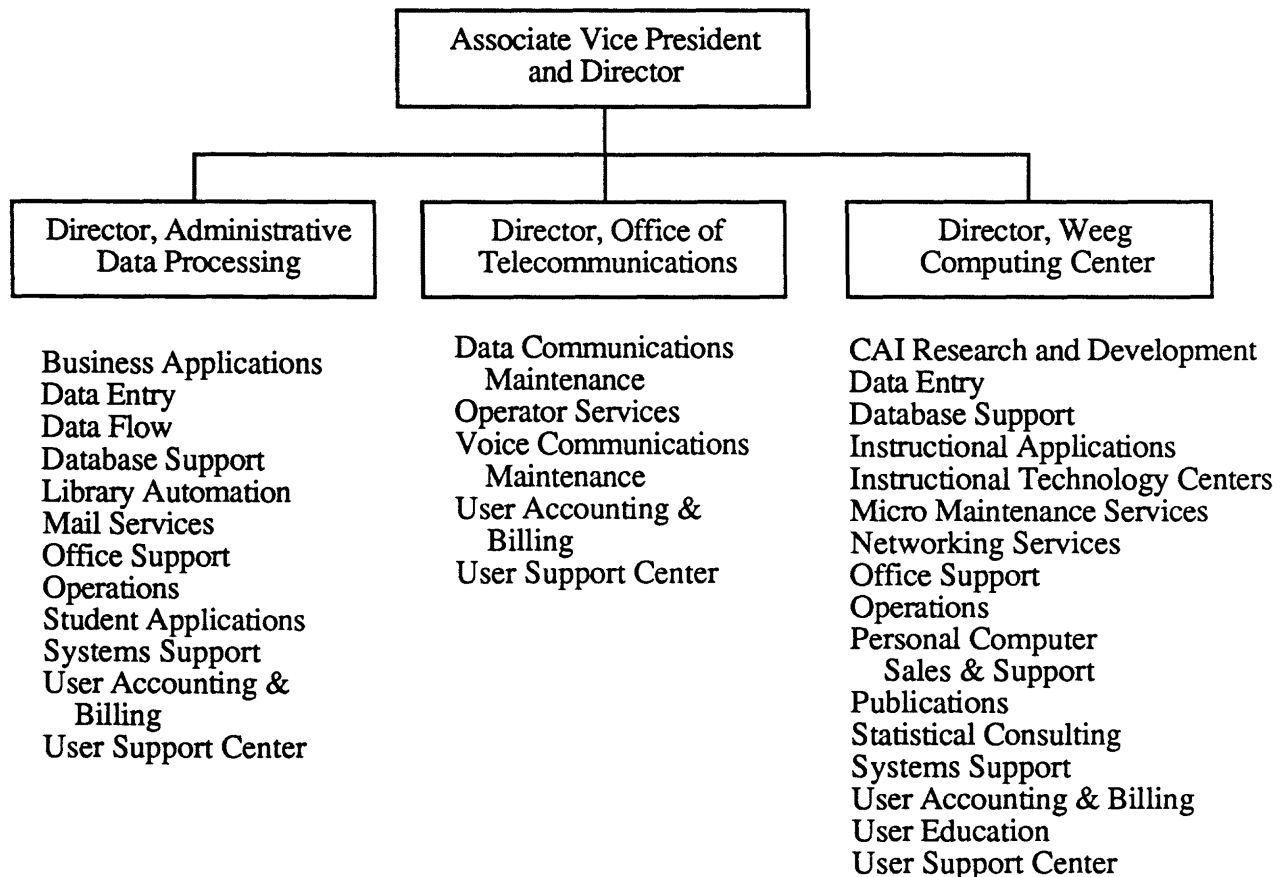 Associate Vice President
and Director
Director, Administrative
Data Processing
Director, Office of
Telecommunications
Director, Weeg
Computing Center
Business Applications
Data Entry
Data Flow
Database Support
Library Automation
Mail Services
Office Support
Operations
Student Applications
Systems Support
User Accounting &
Billing
User Support Center
Data Communications
Maintenance
Operator Services
Voice Communications
Maintenance
User Accounting &
Billing
User Support Center
CAI Research and Development
Data Entry
Database Support
Instructional Applications
Instructional Technology Centers
Micro Maintenance Services
Networking Services
Office Support
Operations
Personal Computer
Sales & Support
Publications
Statistical Consulting
Systems Support
User Accounting & Billing
User Education
User Support Center